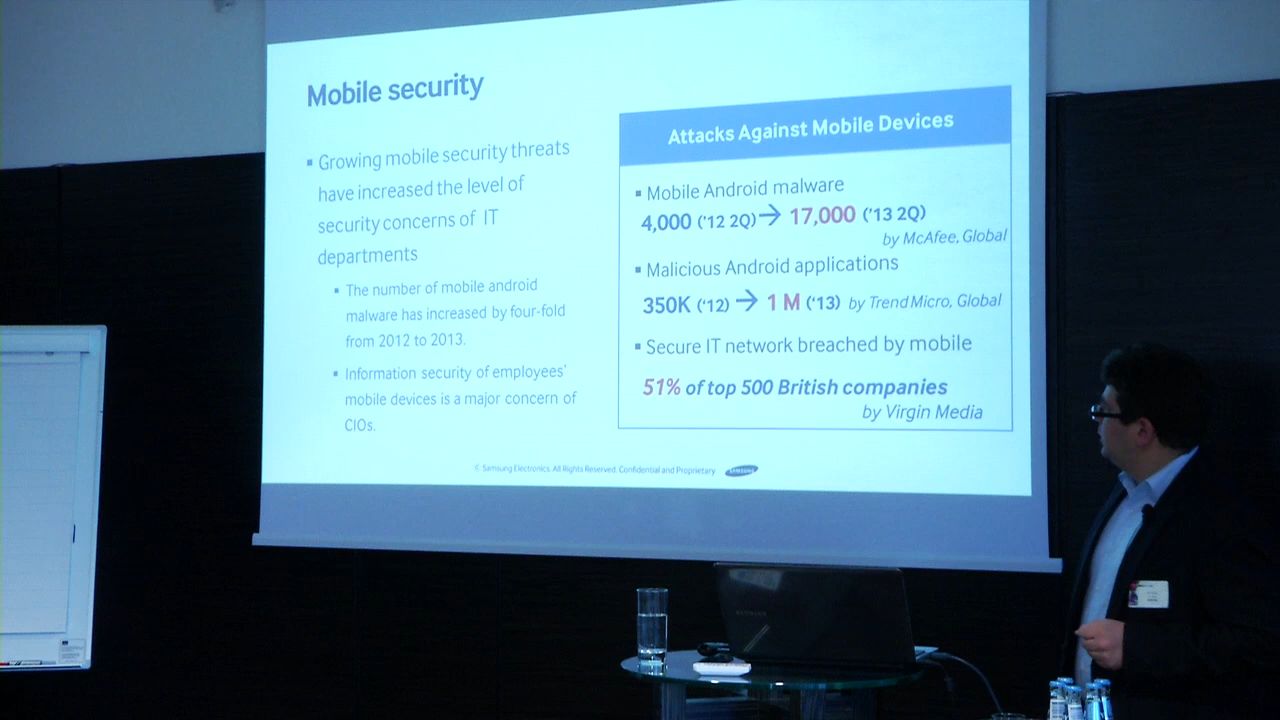 Mobile security
▪ Growing mobile security threats
have increased the level of
security concerns of IT
departments
▪ The number of mobile android
malware has increased by four-fold
from 2012 to 2013.
▪ Information security of employees'
mobile devices is a major concern of
CIOs.
Attacks Against Mobile Devices
▪ Mobile Android malware
4,000 ('12 2Q) → 17,000 ('13 2Q)
by McAfee, Global
▪ Malicious Android applications
350K ('12) → 1 M ('13) by TrendMicro, Global
▪ Secure IT network breached by mobile
51% of top 500 British companies
by Virgin Media
© Samsung Electronics. All Rights Reserved. Confidential and Proprietary
SAMSUNG